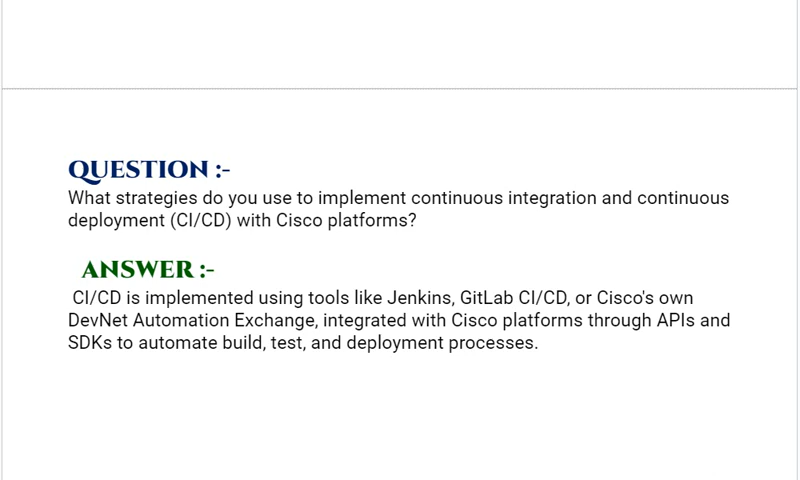 QUESTION :-
What strategies do you use to implement continuous integration and continuous
deployment (CI/CD) with Cisco platforms?
ANSWER :-
CI/CD is implemented using tools like Jenkins, GitLab CI/CD, or Cisco's own
DevNet Automation Exchange, integrated with Cisco platforms through APIs and
SDKs to automate build, test, and deployment processes.